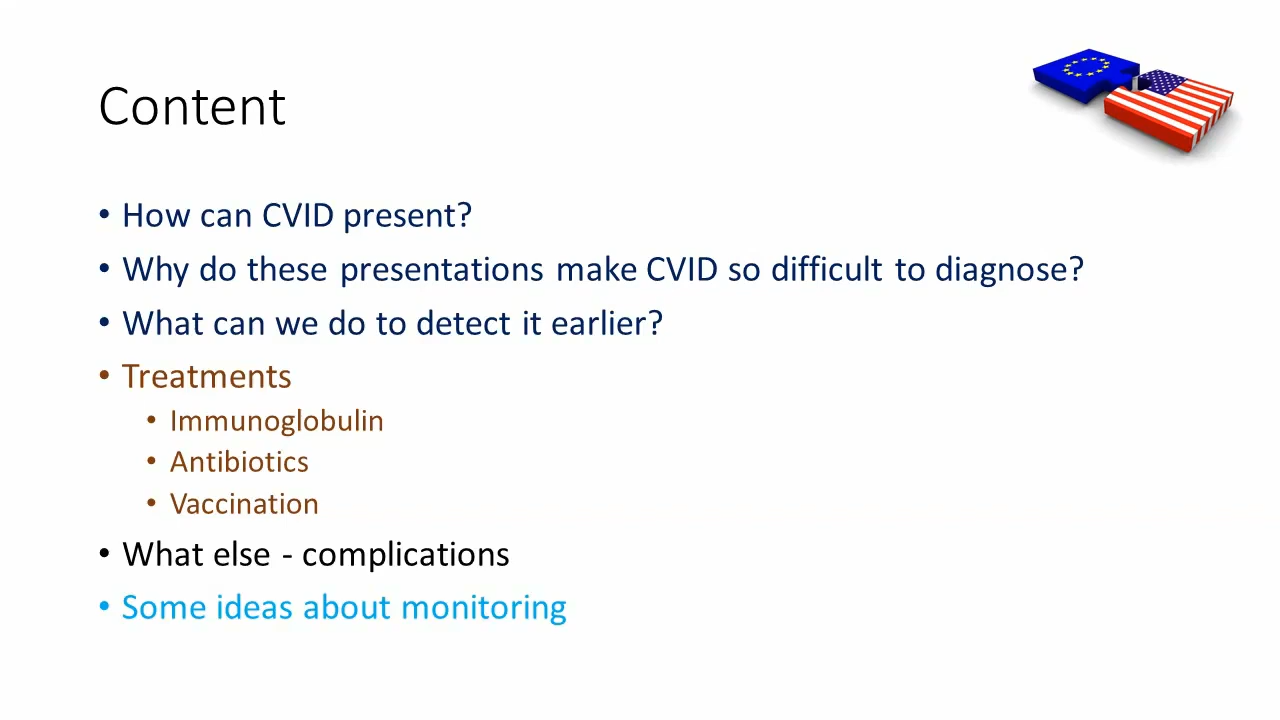 Content
• How can CVID present?
• Why do these presentations make CVID so difficult to diagnose?
• What can we do to detect it earlier?
• Treatments
• Immunoglobulin
• Antibiotics
• Vaccination
• What else - complications
• Some ideas about monitoring